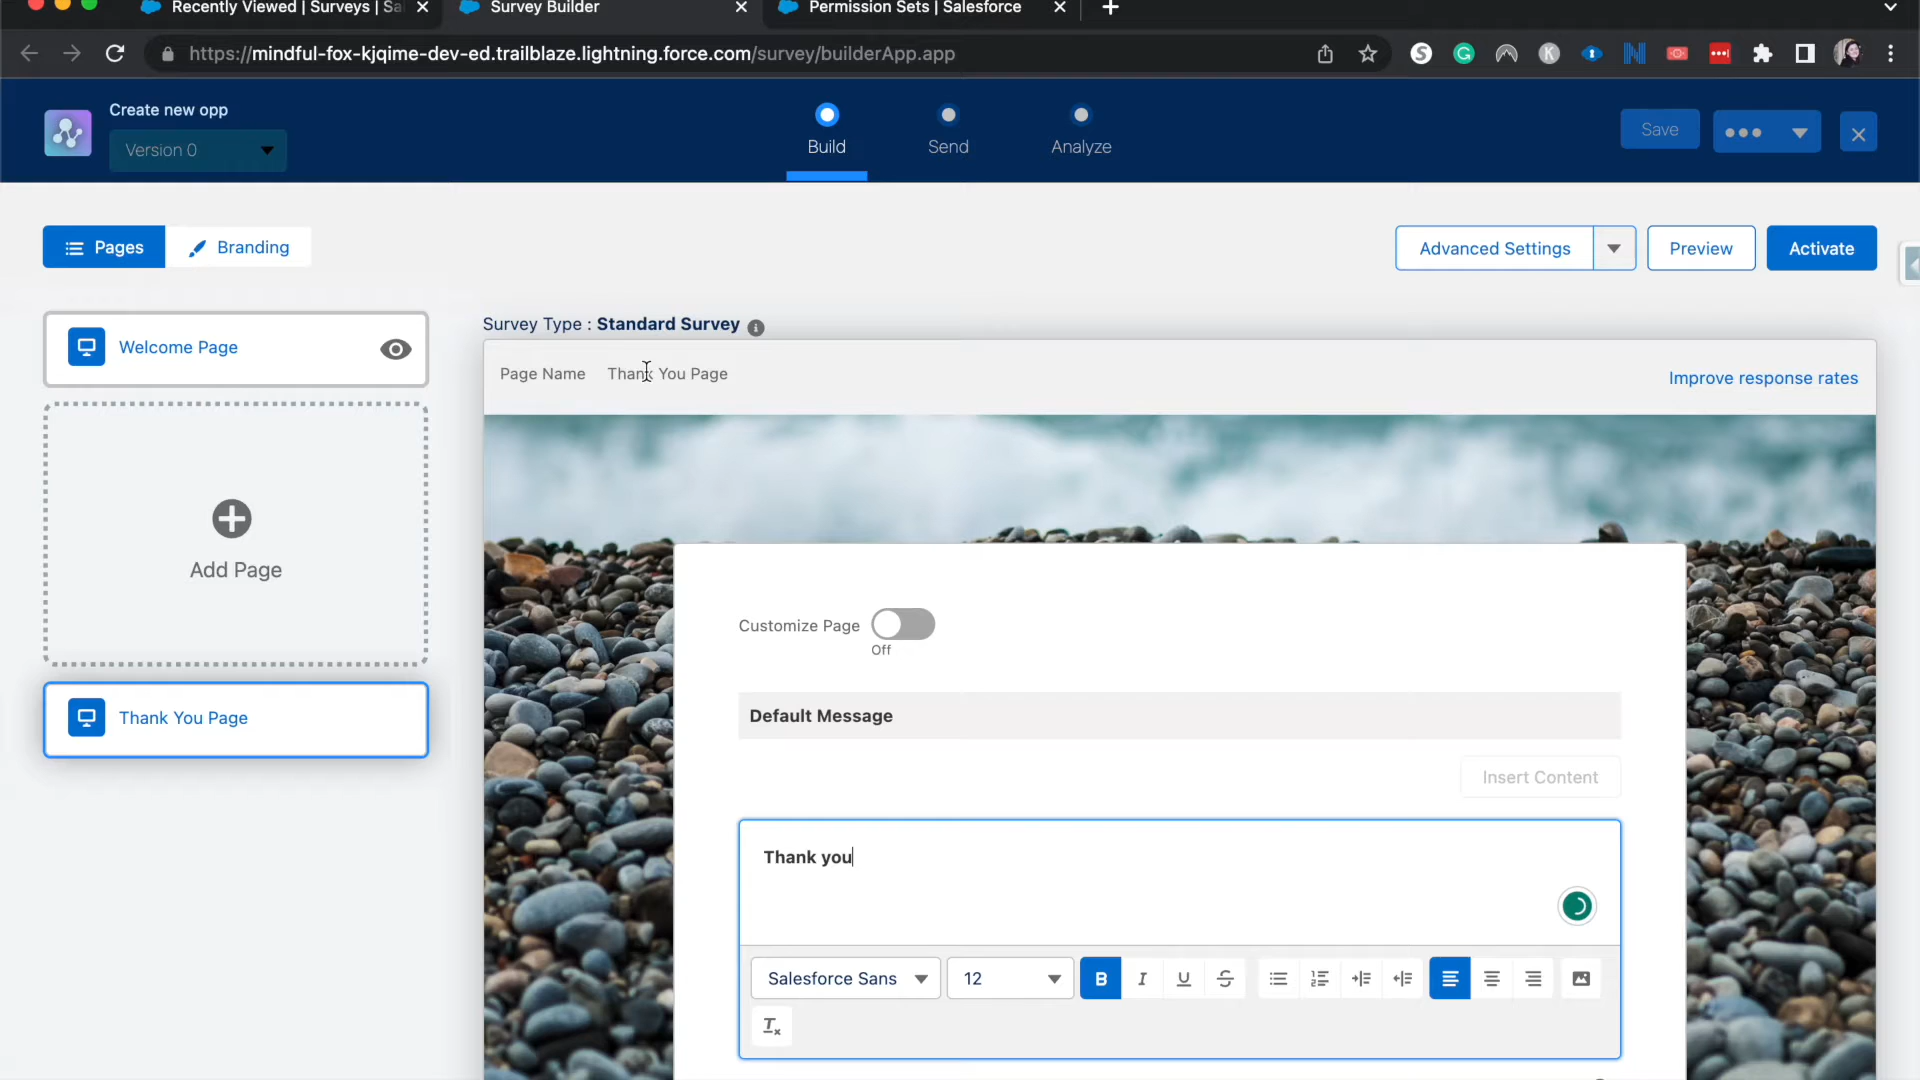 Recently Viewed | Surveys | Sa
Survey Builder
Permission Sets | Salesforce
https://mindful-fox-kjqime-dev-ed.trailblaze.lightning.force.com/survey/builderApp.app
Create new opp
Version 0
Build
Send
Analyze
Save
Pages
Branding
Advanced Settings
Preview
Activate
Welcome Page
Survey Type : Standard Survey
Page Name
Thank You Page
Improve response rates
Add Page
Customize Page
Off
Thank You Page
Default Message
Insert Content
Thank you
Salesforce Sans
12
B
I
U
S